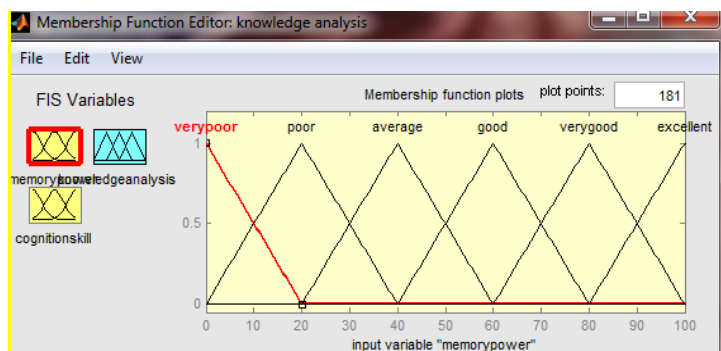 Membership Function Editor: knowledge analysis
File Edit View
FIS Variables
Membership function plots plot points: 181
verypoor poor average good verygood excellent
cognitionskill
1
0.5
0
0 10 20 30 40 50 60 70 80 90 100
input variable "memorypower"